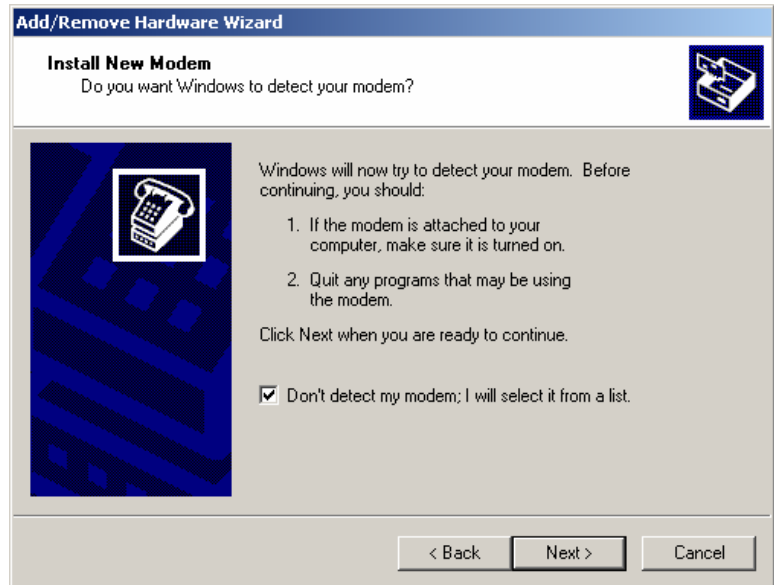 Add/Remove Hardware Wizard
Install New Modem
Do you want Windows to detect your modem?
Windows will now try to detect your modem. Before
continuing, you should:
1. If the modem is attached to your
computer, make sure it is turned on.
2. Quit any programs that may be using
the modem.
Click Next when you are ready to continue.
Don't detect my modem; I will select it from a list.
< Back Next > Cancel